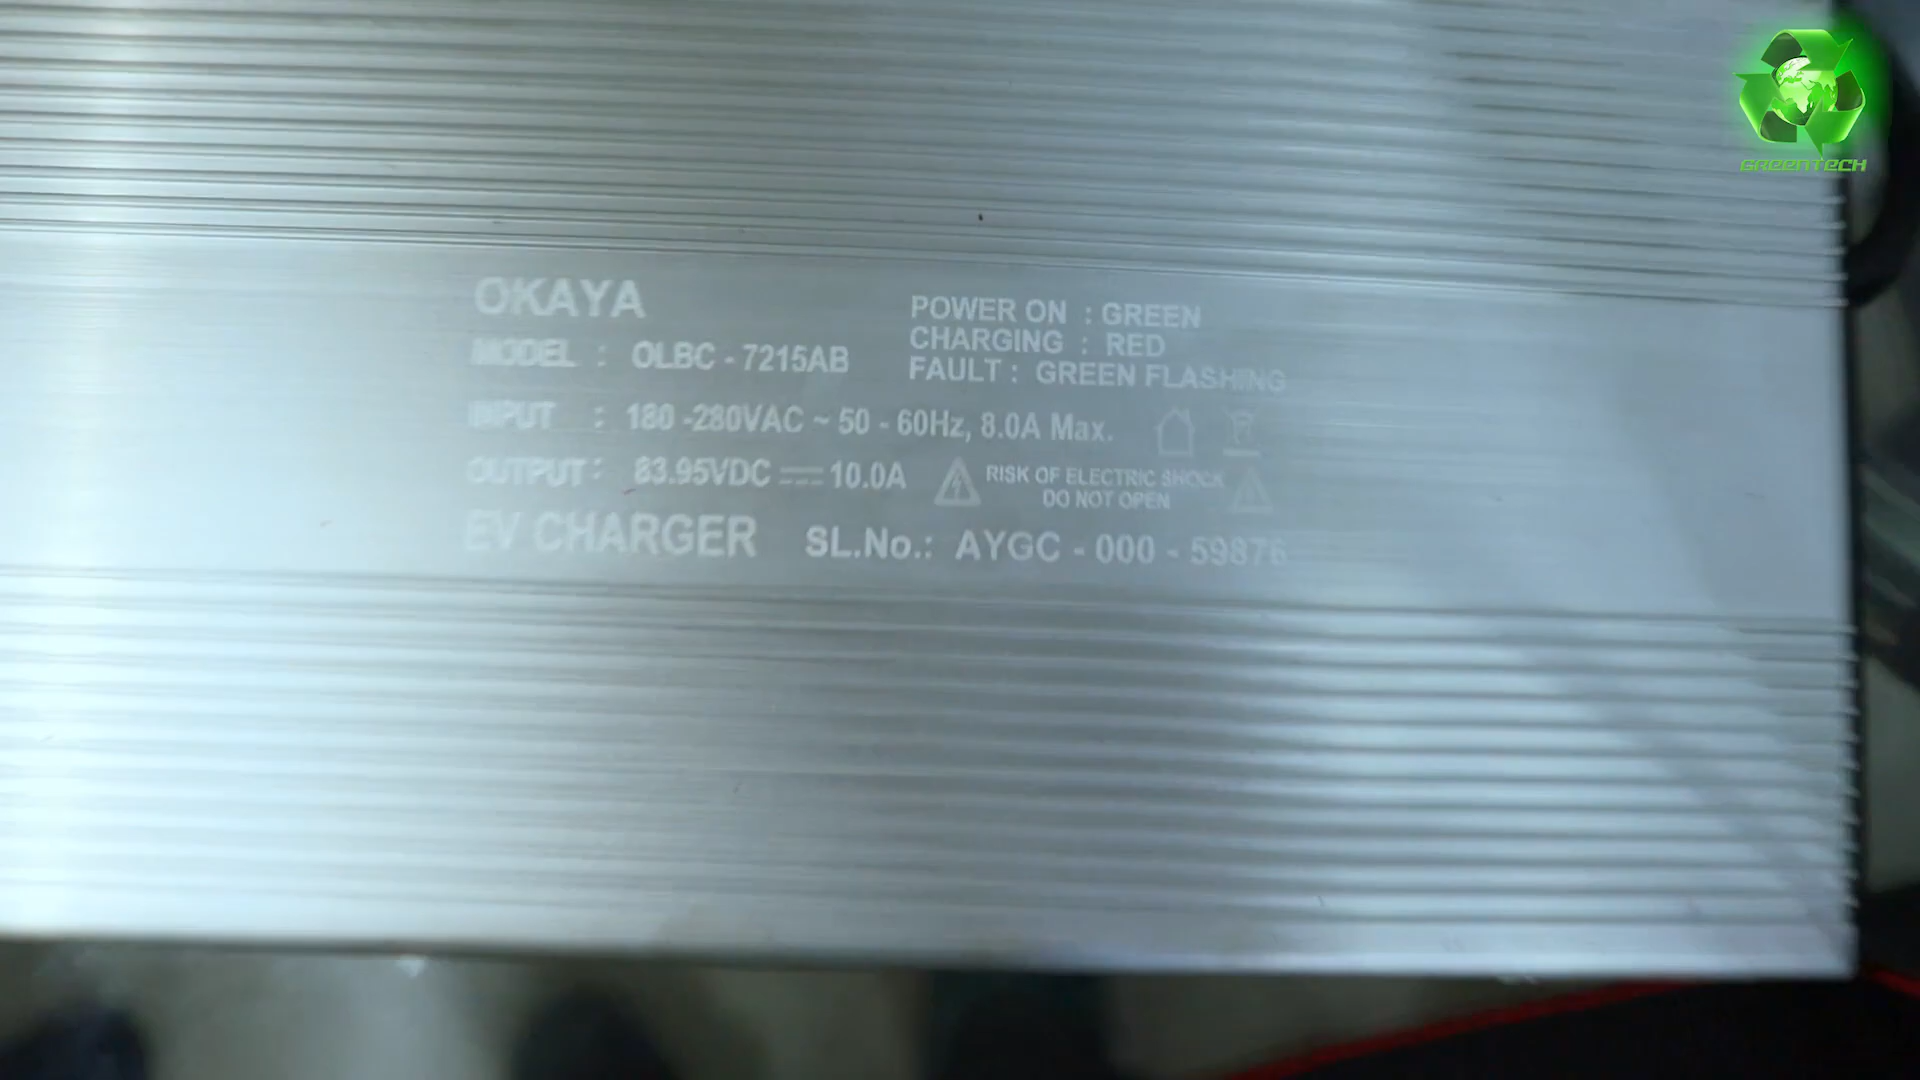 OKAYA
MODEL : OLBC - 7215AB
INPUT : 180 -280VAC ~ 50 - 60Hz, 8.0A Max.
OUTPUT : 83.95VDC ⎓ 10.0A
EV CHARGER SL.No.: AYGC - 000 - 59876
POWER ON : GREEN
CHARGING : RED
FAULT : GREEN FLASHING
RISK OF ELECTRIC SHOCK
DO NOT OPEN
GREENTECH